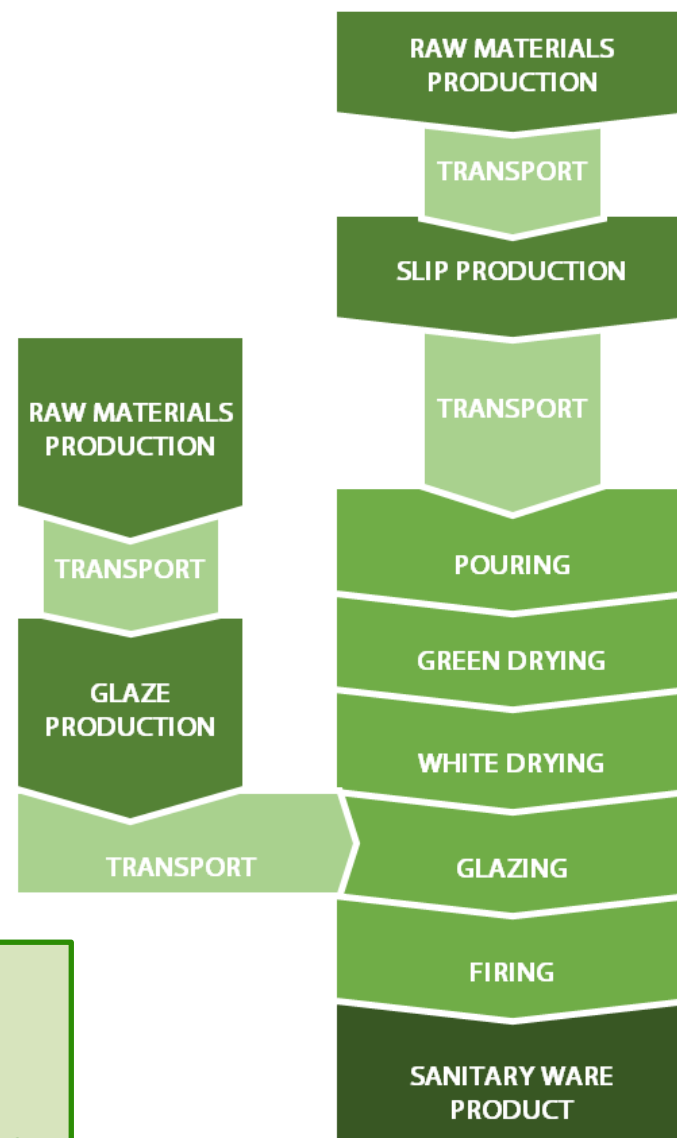 RAW MATERIALS
PRODUCTION
TRANSPORT
SLIP PRODUCTION
TRANSPORT
RAW MATERIALS
PRODUCTION
TRANSPORT
GLAZE
PRODUCTION
TRANSPORT
POURING
GREEN DRYING
WHITE DRYING
GLAZING
FIRING
SANITARY WARE
PRODUCT